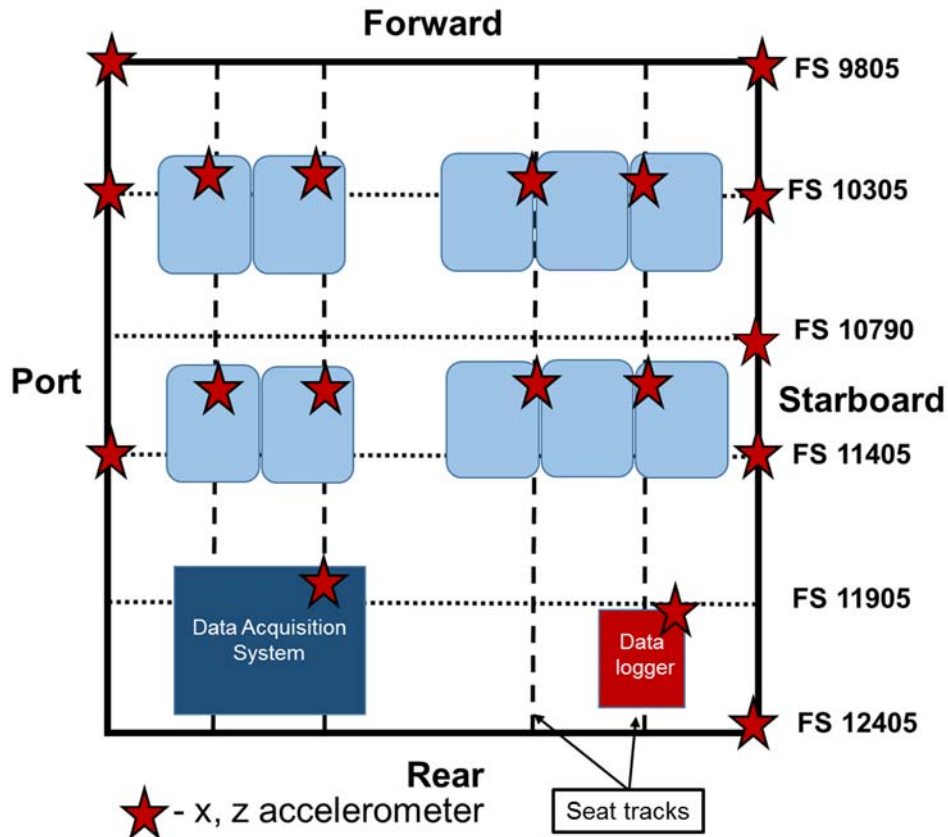 Forward
FS 9805
FS 10305
FS 10790
Port
Starboard
FS 11405
FS 11905
Data Acquisition
System
Data
logger
FS 12405
Rear
- x, z accelerometer
Seat tracks